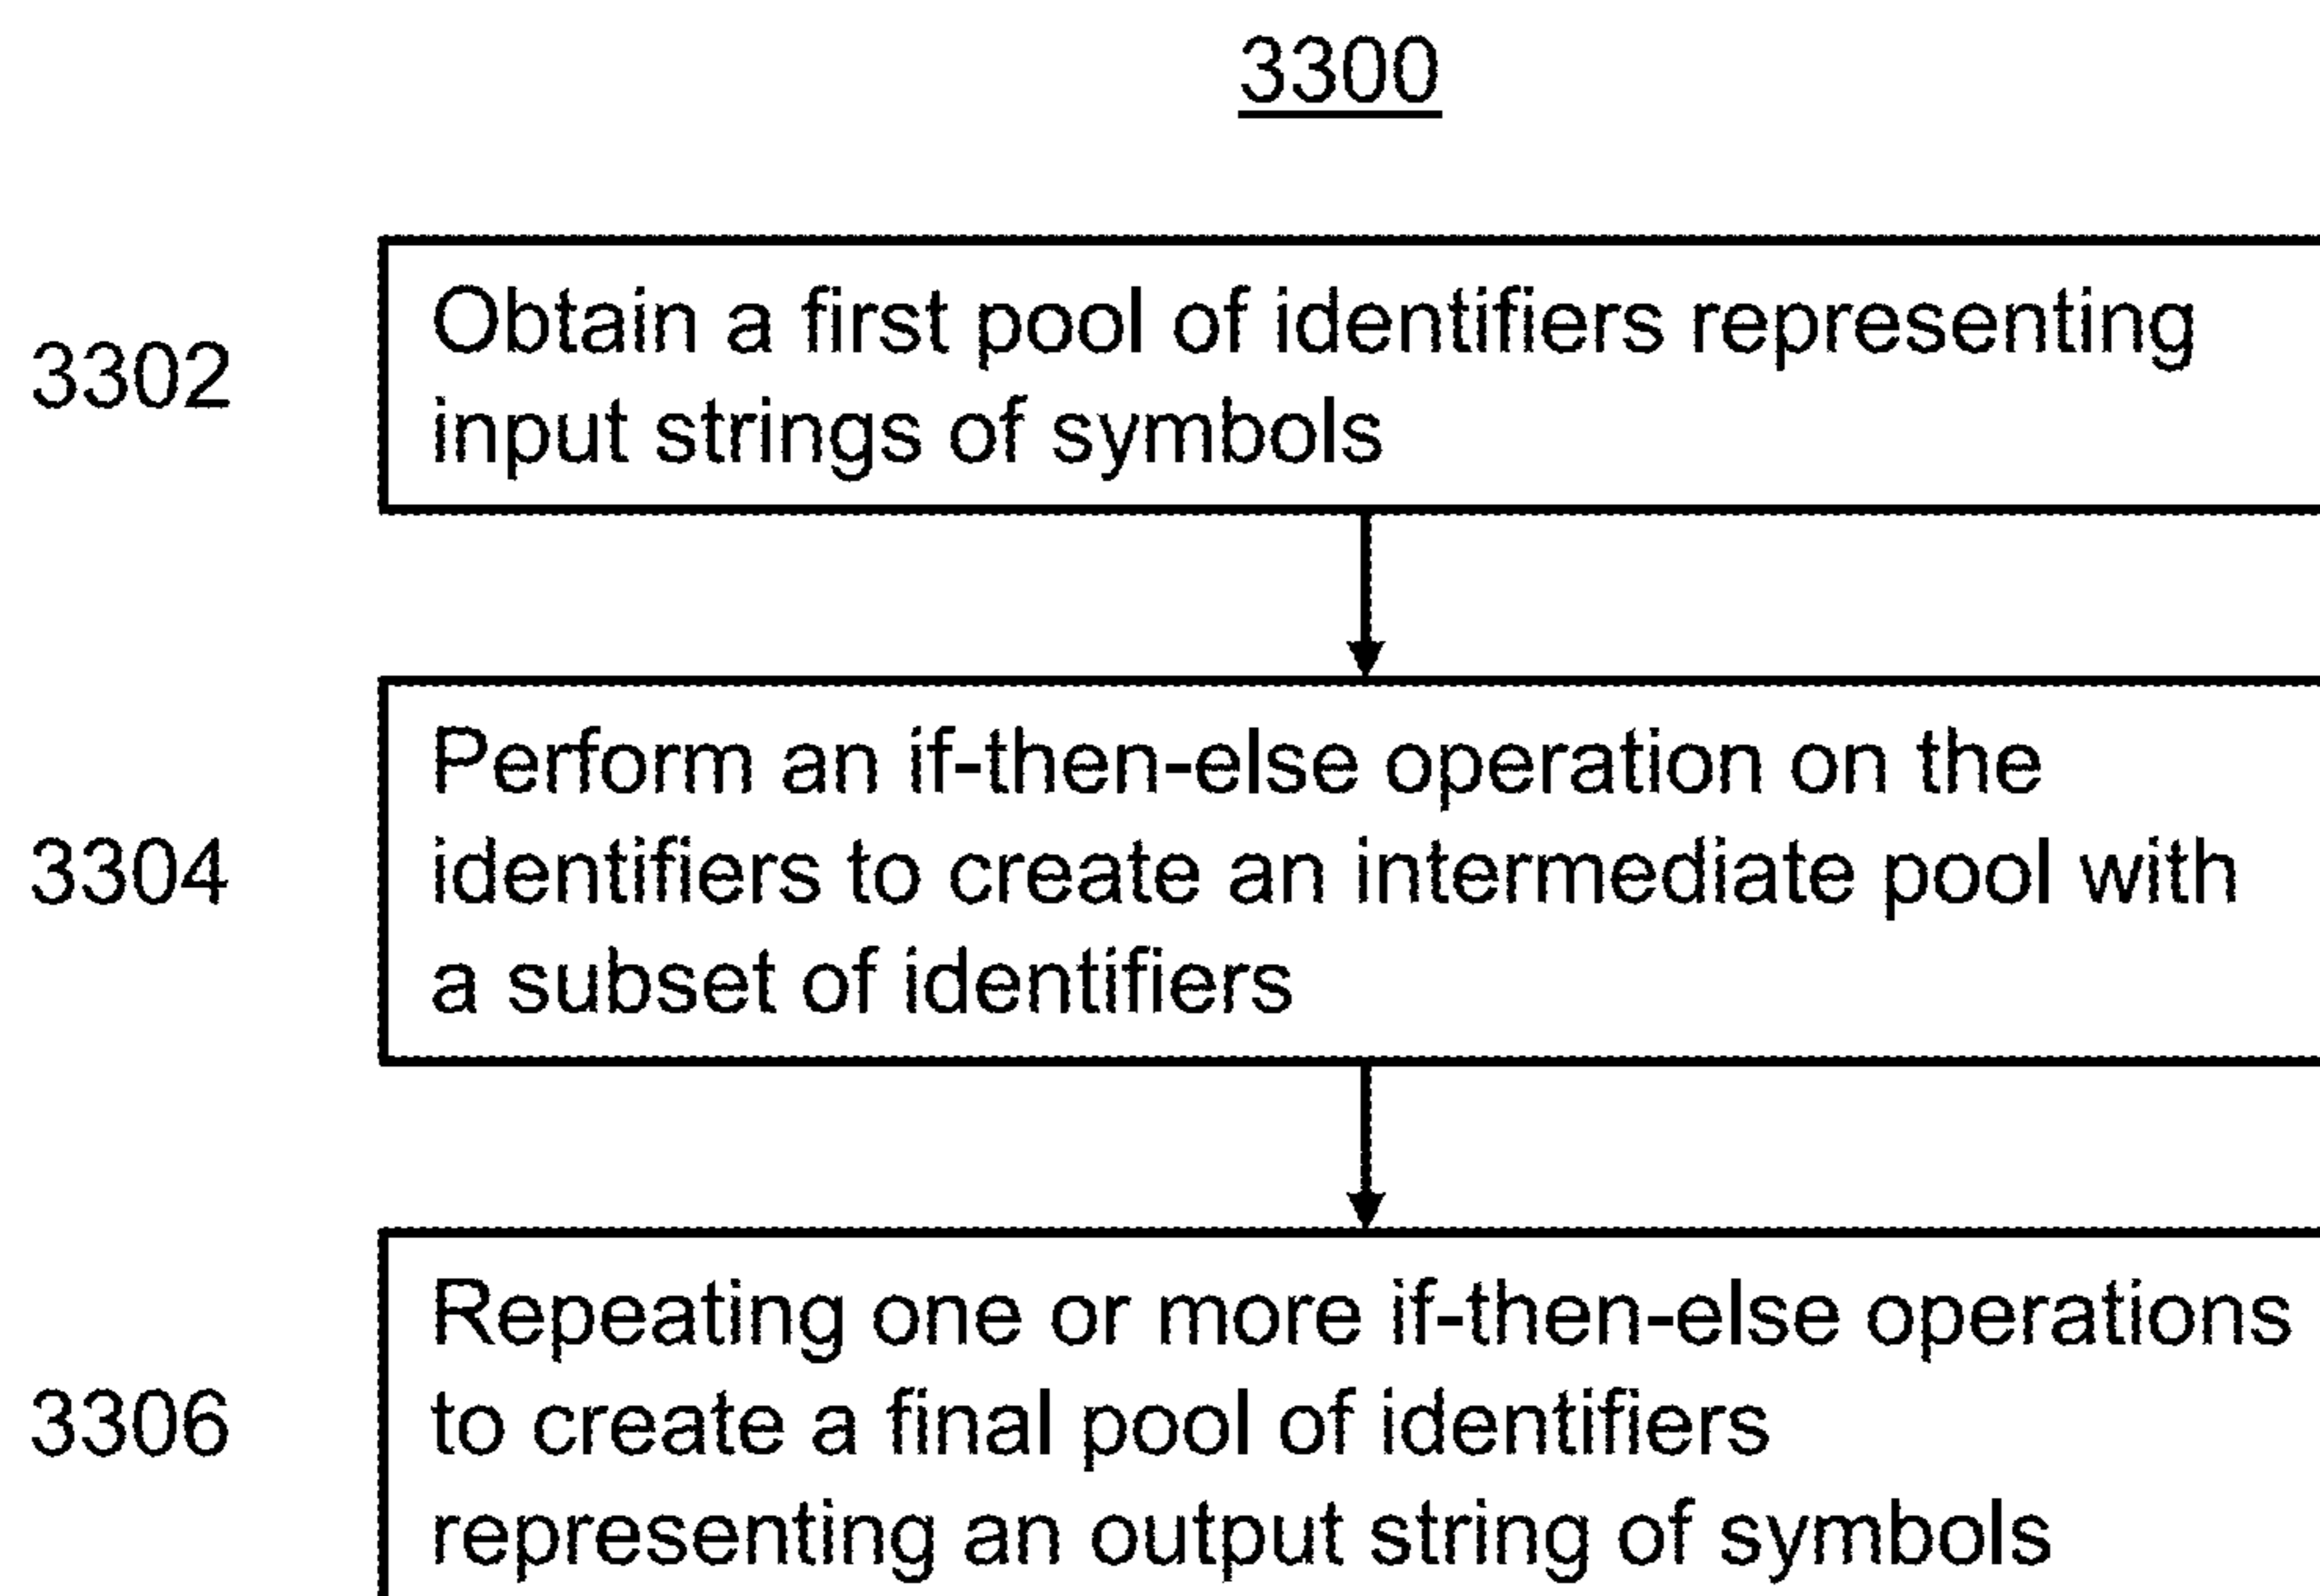 3300
3302
Obtain a first pool of identifiers representing
input strings of symbols
3304
Perform an if-then-else operation on the
identifiers to create an intermediate pool with
a subset of identifiers
3306
Repeating one or more if-then-else operations
to create a final pool of identifiers
representing an output string of symbols